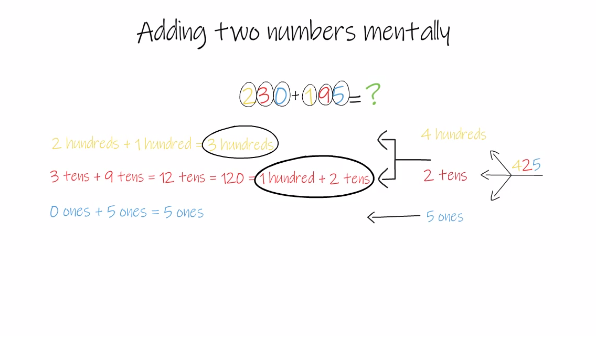 Adding two numbers mentally
230+195=?
2 hundreds + 1 hundred = 3 hundreds
4 hundreds
3 tens + 9 tens = 12 tens = 120 = 1 hundred + 2 tens
2 tens
425
0 ones + 5 ones = 5 ones
5 ones